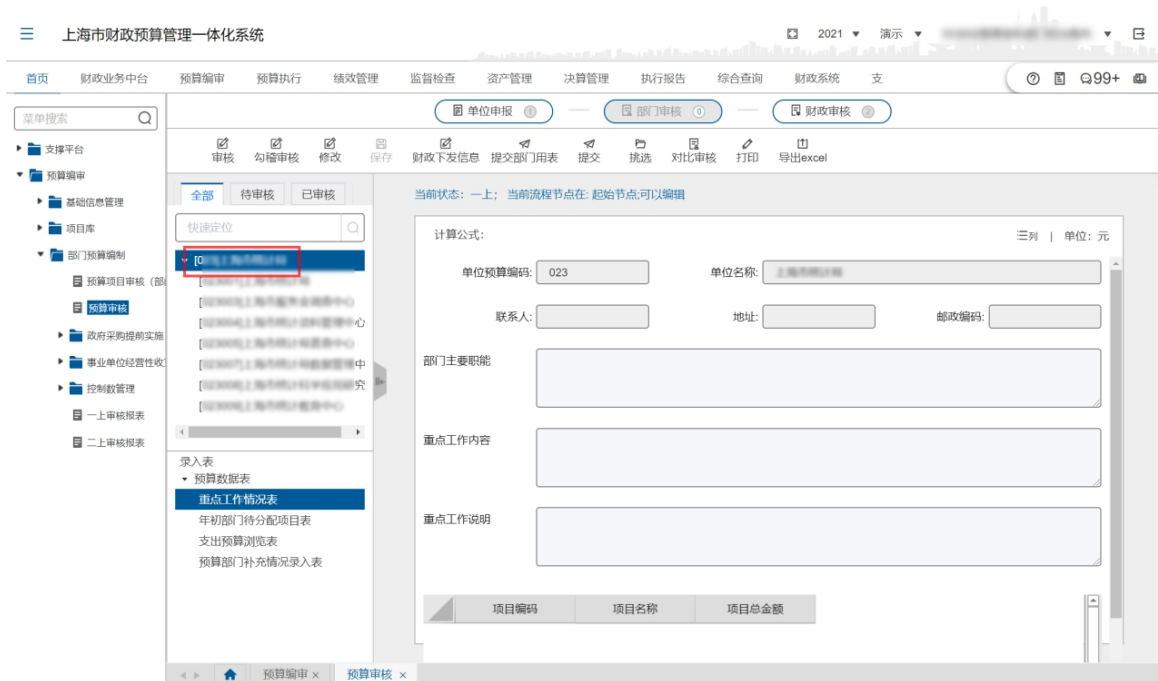 上海市财政预算管理一体化系统
2021
演示
首页 财政业务中台 预算编审 预算执行 绩效管理 监督检查 资产管理 决算管理 执行报告 综合查询 财政系统 支
99+
菜单搜索
单位申报 1 部门审核 0 财政审核 2
支撑平台
预算编审
基础信息管理
项目库
部门预算编制
预算项目审核（部
预算审核
政府采购提前实施
事业单位经营性收
控制数管理
一上审核报表
二上审核报表
审核 勾稽审核 修改 保存 财政下发信息 提交部门用表 提交 挑选 对比审核 打印 导出excel
全部 待审核 已审核
快速定位
录入表
预算数据表
重点工作情况表
年初部门待分配项目表
支出预算浏览表
预算部门补充情况录入表
当前状态：一上；当前流程节点在: 起始节点;可以编辑
计算公式:
列 | 单位: 元
单位预算编码: 023 单位名称:
联系人: 地址: 邮政编码:
部门主要职能
重点工作内容
重点工作说明
项目编码 项目名称 项目总金额
预算编审 × 预算审核 ×